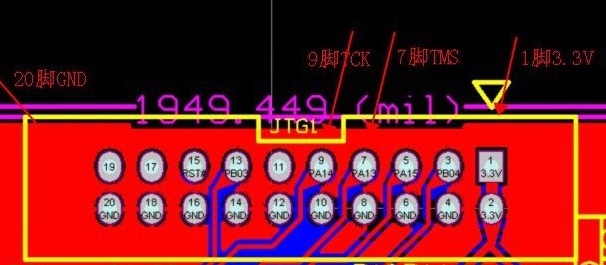 9脚TCK 7脚TMS 1脚3.3V
20脚GND
1949.449 (mil)
JTG1
19 17 15 13 11 9 7 5 3 1
RST# PB03 PA14 PA13 PA15 PB04 3.3V
20 18 16 14 12 10 8 6 4 2
GND GND GND GND GND GND GND GND GND 3.3V